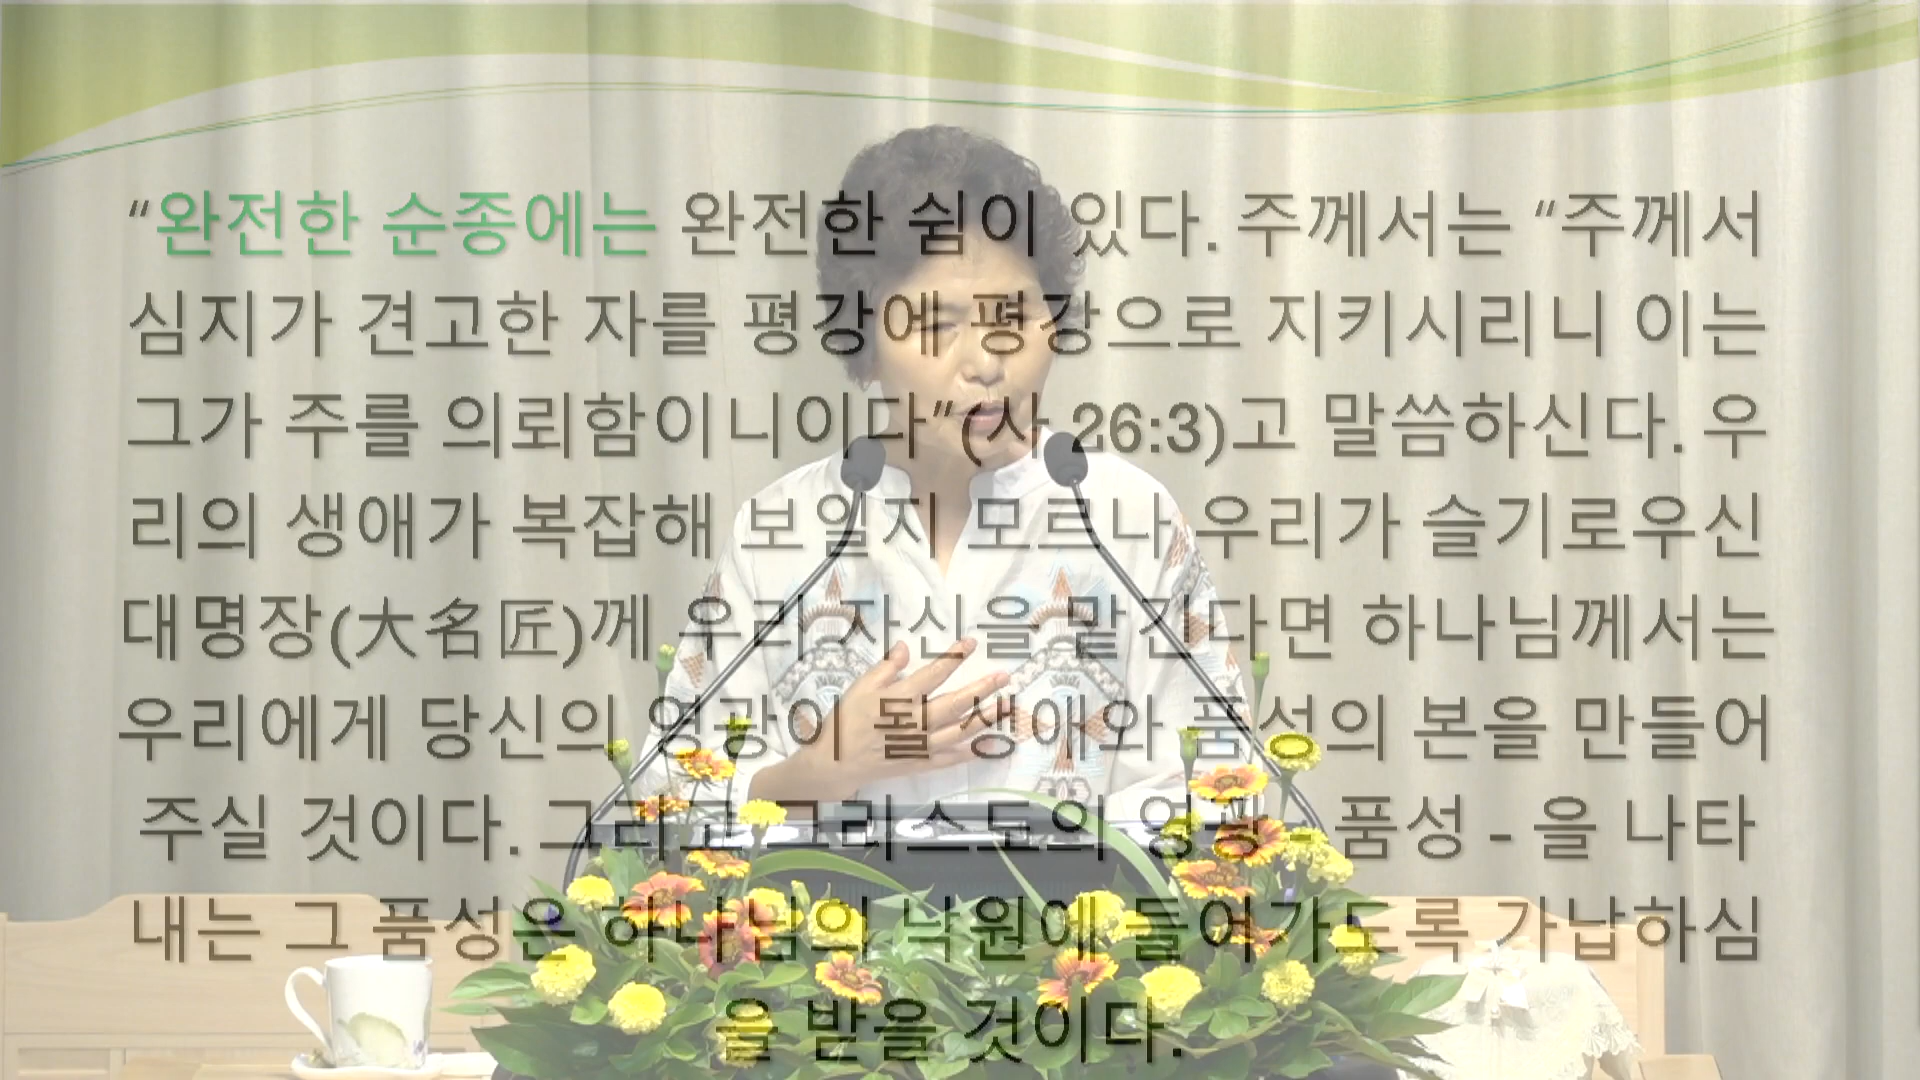 “완전한 순종에는 완전한 쉼이 있다. 주께서는 “주께서
심지가 견고한 자를 평강에 평강으로 지키시리니 이는
그가 주를 의뢰함이니이다”(사 26:3)고 말씀하신다. 우
리의 생애가 복잡해 보일지 모르나 우리가 슬기로우신
대명장(大名匠)께 우리 자신을 맡긴다면 하나님께서는
우리에게 당신의 영광이 될 생애와 품성의 본을 만들어
주실 것이다. 그리고 그리스도의 영광 - 품성 - 을 나타
내는 그 품성은 하나님의 낙원에 들어가도록 가납하심
을 받을 것이다.